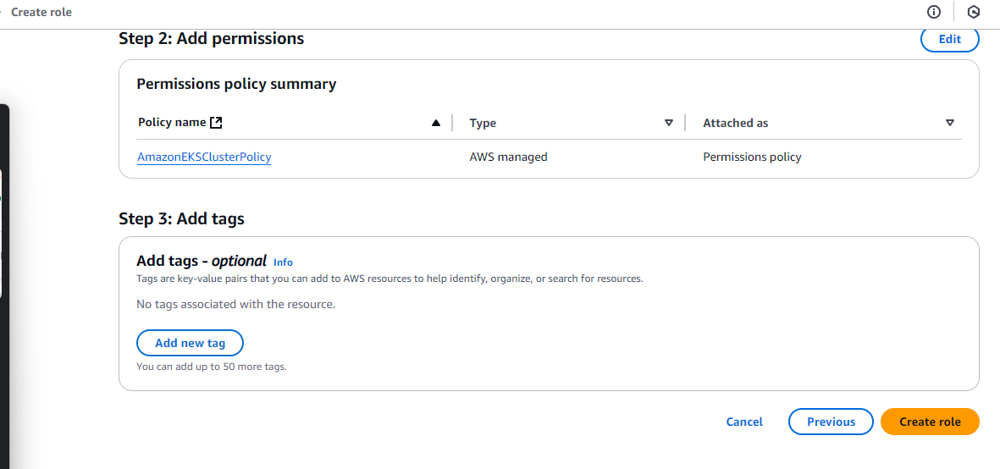 Create role
Step 2: Add permissions
Edit
Permissions policy summary
Policy name Type Attached as
AmazonEKSClusterPolicy AWS managed Permissions policy
Step 3: Add tags
Add tags - optional Info
Tags are key-value pairs that you can add to AWS resources to help identify, organize, or search for resources.
No tags associated with the resource.
Add new tag
You can add up to 50 more tags.
Cancel Previous Create role